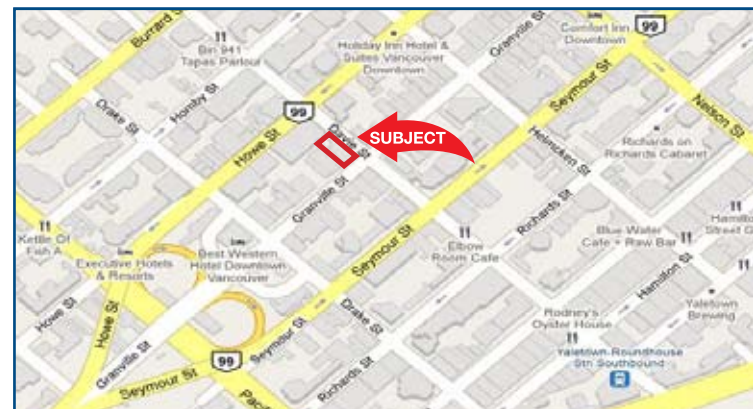 Burrard St
Bin 941
Tapas Parlour
Holiday Inn Hotel &
Suites Vancouver
Downtown
Granville St
Comfort Inn
Downtown
99
Drake St
Hornby St
99
Howe St
Davie St
SUBJECT
Seymour St
Nelson St
Helmcken St
Richards on
Richards Cabaret
Granville St
Richards St
Kettle Of
Fish A
Executive Hotels
& Resorts
Best Western
Hotel Downtown
Vancouver
Seymour St
Elbow
Room Cafe
Blue Water
Cafe + Raw Bar
Hamilt
Street G
Hamilton St
Howe St
Howe St
Drake St
Rodney's
Oyster House
Yaletown
Brewing
Granville St
99
Seymour St
Seymour St
Richards St
Pac
Yaletown-Roundhouse
Stn Southbound